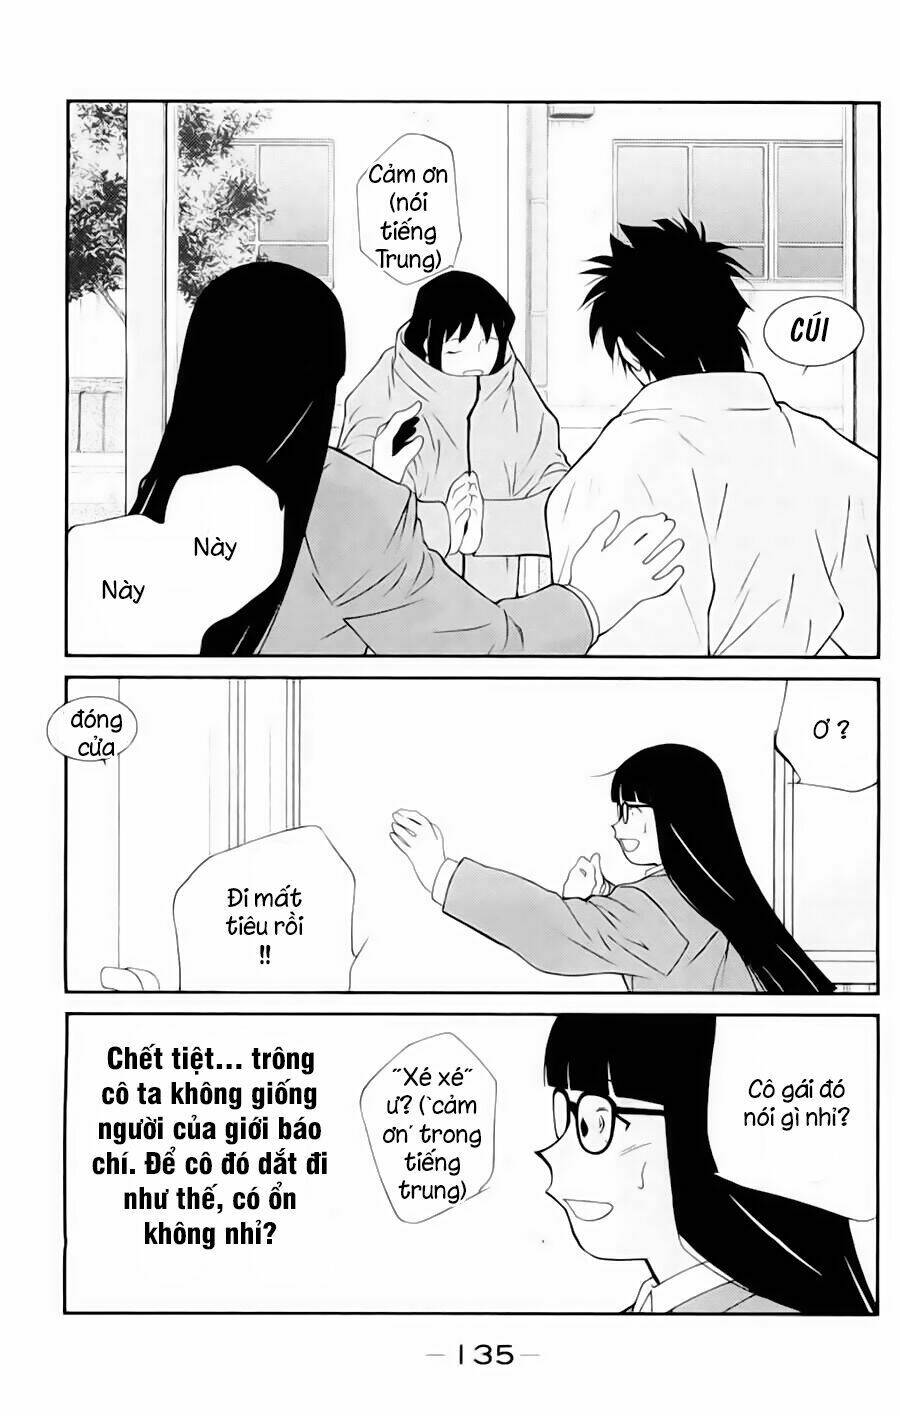 Cảm ơn
(nói
tiếng
Trung)
CÚI
Này
Này
đóng
cửa
Ơ ?
Đi mất
tiêu rồi
!!
Chết tiệt... trông
cô ta không giống
người của giới báo
chí. Để cô đó dắt đi
như thế, có ổn
không nhỉ?
"Xé xé"
ư? (`cảm
ơn´ trong
tiếng
trung)
Cô gái đó
nói gì nhỉ?
135